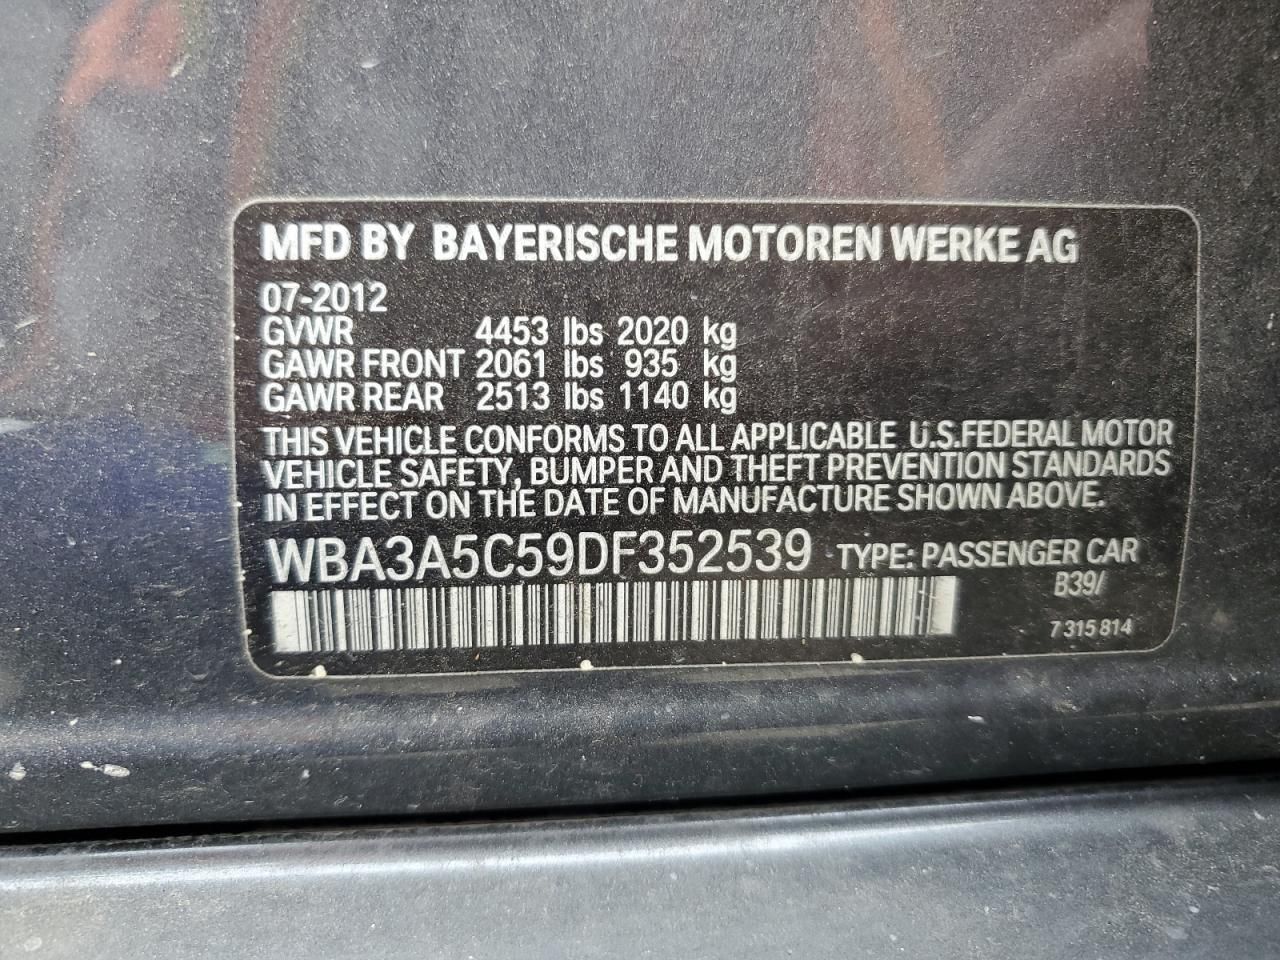 MFD BY BAYERISCHE MOTOREN WERKE AG
07-2012
GVWR 4453 lbs 2020 kg
GAWR FRONT 2061 lbs 935 kg
GAWR REAR 2513 lbs 1140 kg
THIS VEHICLE CONFORMS TO ALL APPLICABLE U.S.FEDERAL MOTOR
VEHICLE SAFETY, BUMPER AND THEFT PREVENTION STANDARDS
IN EFFECT ON THE DATE OF MANUFACTURE SHOWN ABOVE.
WBA3A5C59DF352539 TYPE: PASSENGER CAR
B39/
7 315 814